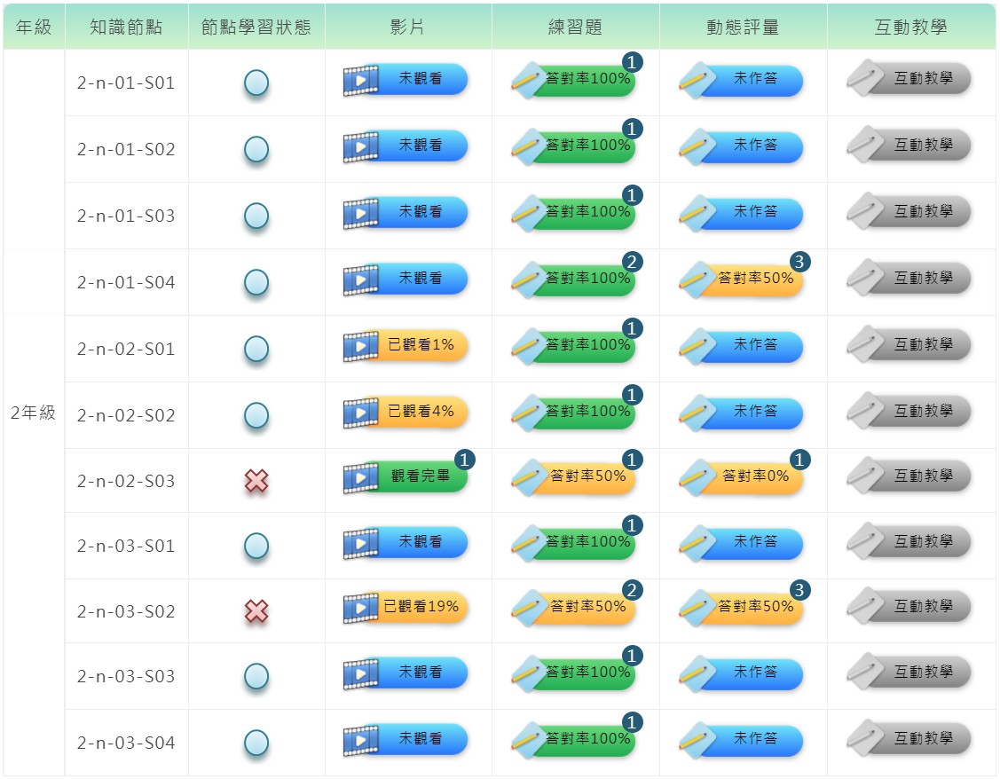 年級 知識節點 節點學習狀態 影片 練習題 動態評量 互動教學
2-n-01-S01 未觀看 答對率100% 1 未作答 互動教學
2-n-01-S02 未觀看 答對率100% 1 未作答 互動教學
2-n-01-S03 未觀看 答對率100% 1 未作答 互動教學
2-n-01-S04 未觀看 答對率100% 2 答對率50% 3 互動教學
2-n-02-S01 已觀看1% 答對率100% 1 未作答 互動教學
2年級 2-n-02-S02 已觀看4% 答對率100% 1 未作答 互動教學
2-n-02-S03 觀看完畢 1 答對率50% 1 答對率0% 1 互動教學
2-n-03-S01 未觀看 答對率100% 1 未作答 互動教學
2-n-03-S02 已觀看19% 答對率50% 2 答對率50% 3 互動教學
2-n-03-S03 未觀看 答對率100% 1 未作答 互動教學
2-n-03-S04 未觀看 答對率100% 1 未作答 互動教學